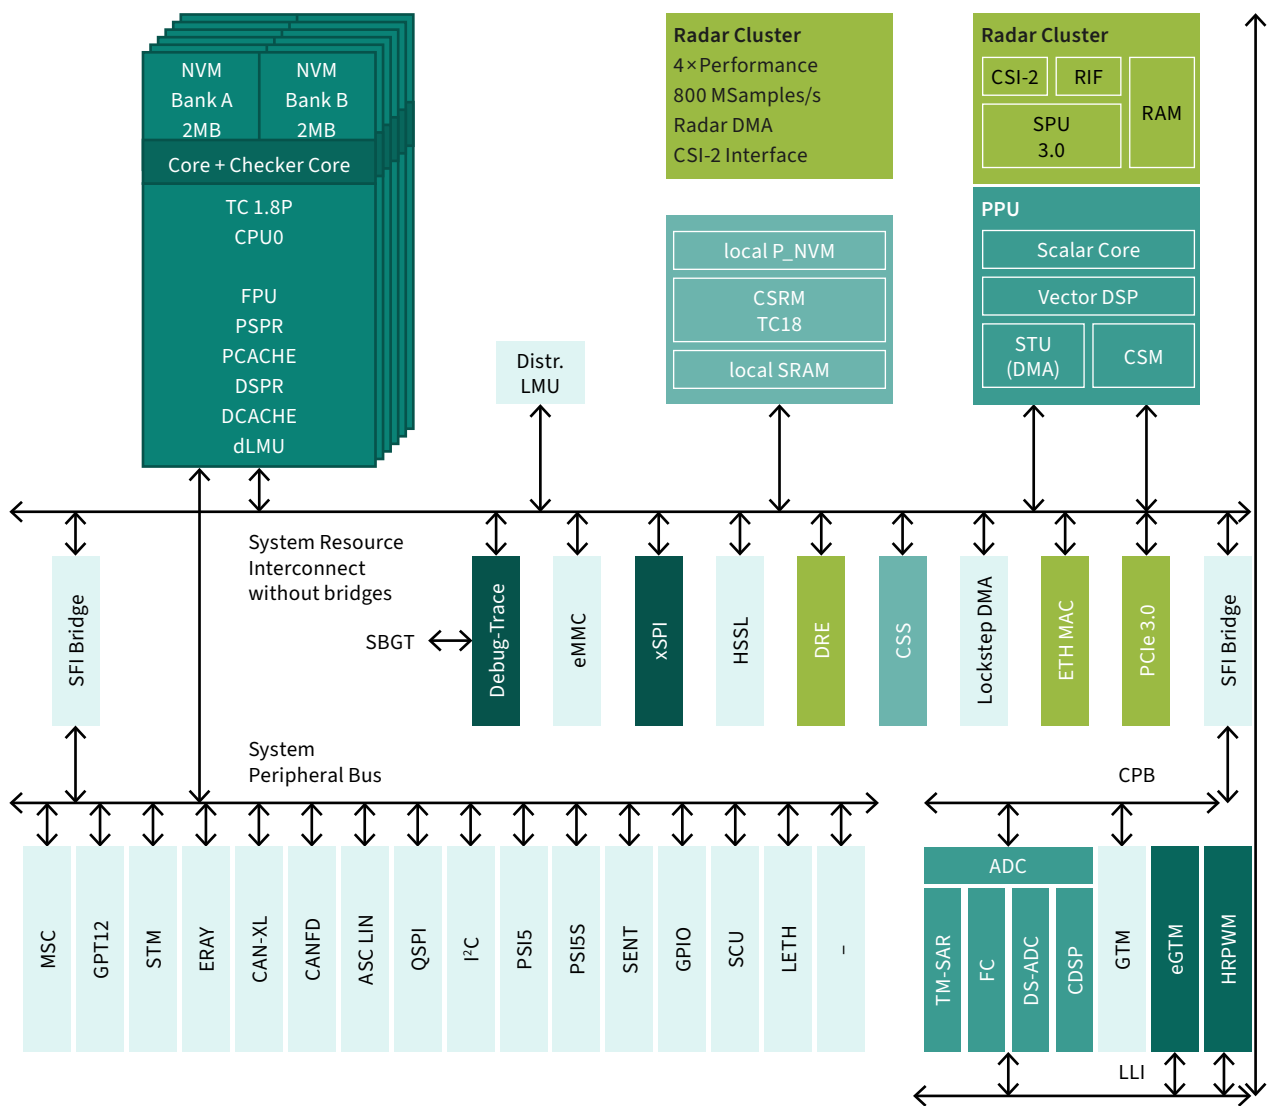 NVM
Bank A
2MB
NVM
Bank B
2MB
Core + Checker Core
TC 1.8P
CPU0
FPU
PSPR
PCACHE
DSPR
DCACHE
dLMU
Distr.
LMU
Radar Cluster
4×Performance
800 MSamples/s
Radar DMA
CSI-2 Interface
local P_NVM
CSRM
TC18
local SRAM
Radar Cluster
CSI-2
RIF
SPU
3.0
RAM
PPU
Scalar Core
Vector DSP
STU
(DMA)
CSM
System Resource
Interconnect
without bridges
SFI Bridge
SBGT
Debug-Trace
eMMC
xSPI
HSSL
DRE
CSS
Lockstep DMA
ETH MAC
PCIe 3.0
SFI Bridge
System
Peripheral Bus
CPB
MSC
GPT12
STM
ERAY
CAN-XL
CANFD
ASC LIN
QSPI
I²C
PSI5
PSI5S
SENT
GPIO
SCU
LETH
–
ADC
TM-SAR
FC
DS-ADC
CDSP
GTM
eGTM
HRPWM
LLI